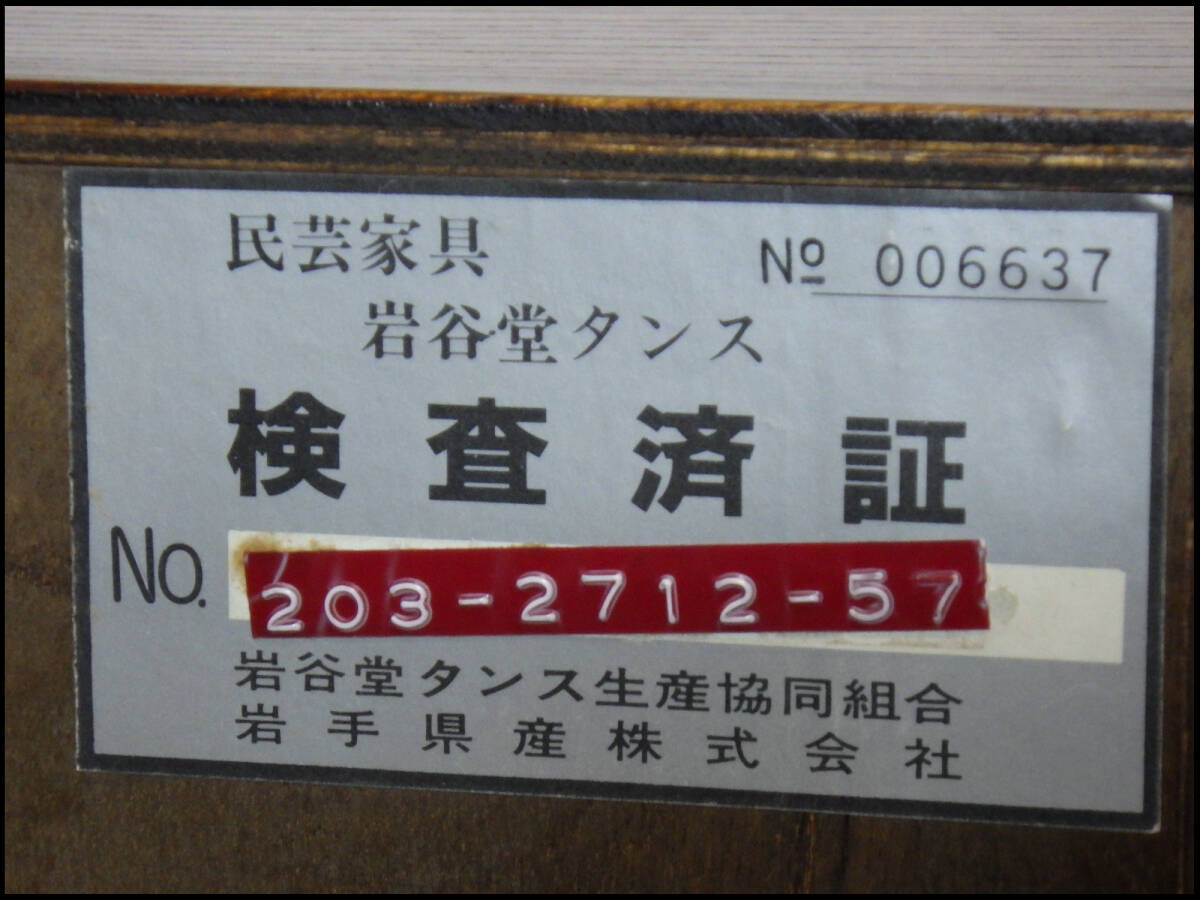 民芸家具
№ 006637
岩谷堂タンス
検査済証
No. 203-2712-57
岩谷堂タンス生産協同組合
岩手県産株式会社